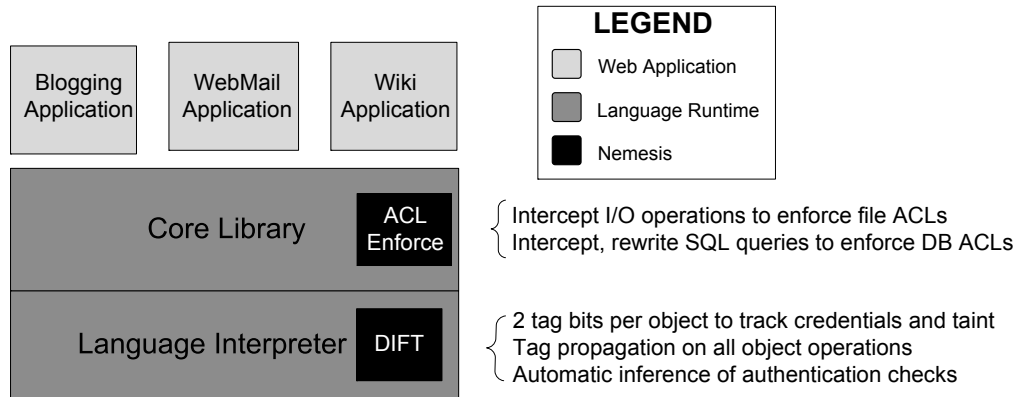 LEGEND
Web Application
Language Runtime
Nemesis
Blogging
Application
WebMail
Application
Wiki
Application
Core Library
ACL
Enforce
Intercept I/O operations to enforce file ACLs
Intercept, rewrite SQL queries to enforce DB ACLs
Language Interpreter
DIFT
2 tag bits per object to track credentials and taint
Tag propagation on all object operations
Automatic inference of authentication checks